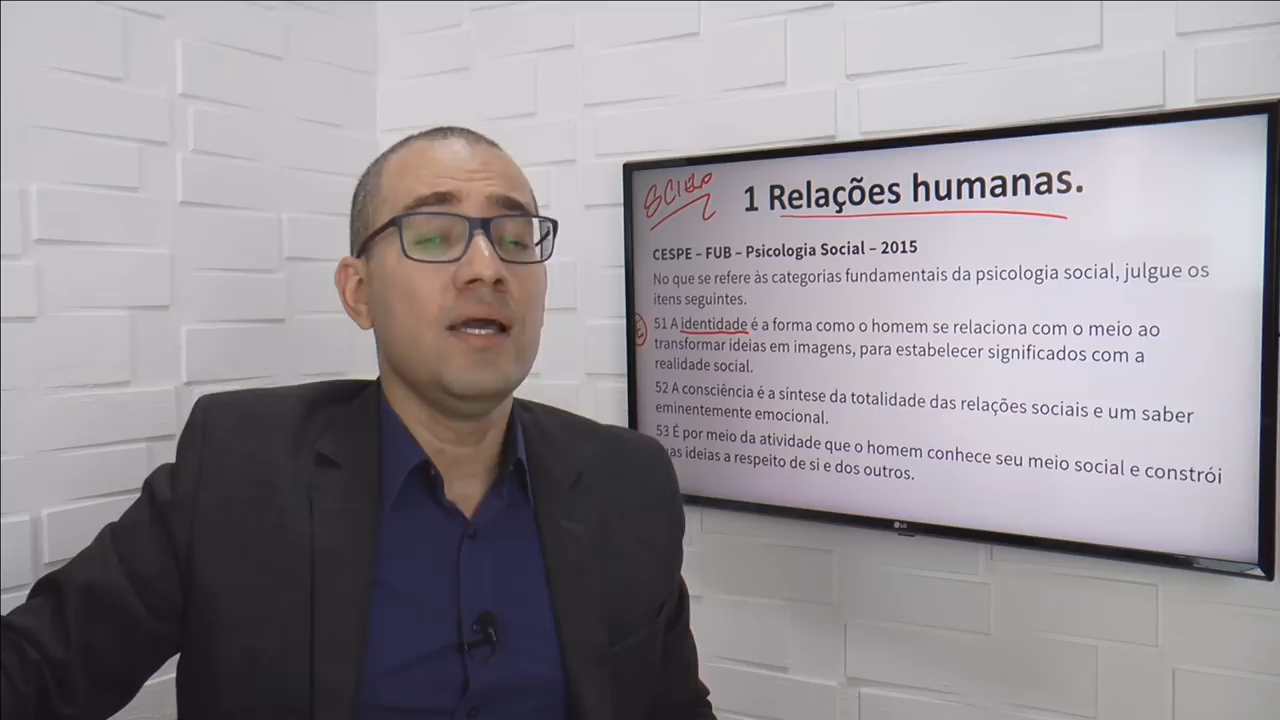 SCIELO
1 Relações humanas.
CESPE – FUB – Psicologia Social – 2015
No que se refere às categorias fundamentais da psicologia social, julgue os
itens seguintes.
E
51 A identidade é a forma como o homem se relaciona com o meio ao
transformar ideias em imagens, para estabelecer significados com a
realidade social.
52 A consciência é a síntese da totalidade das relações sociais e um saber
eminentemente emocional.
53 É por meio da atividade que o homem conhece seu meio social e constrói
as ideias a respeito de si e dos outros.
LG